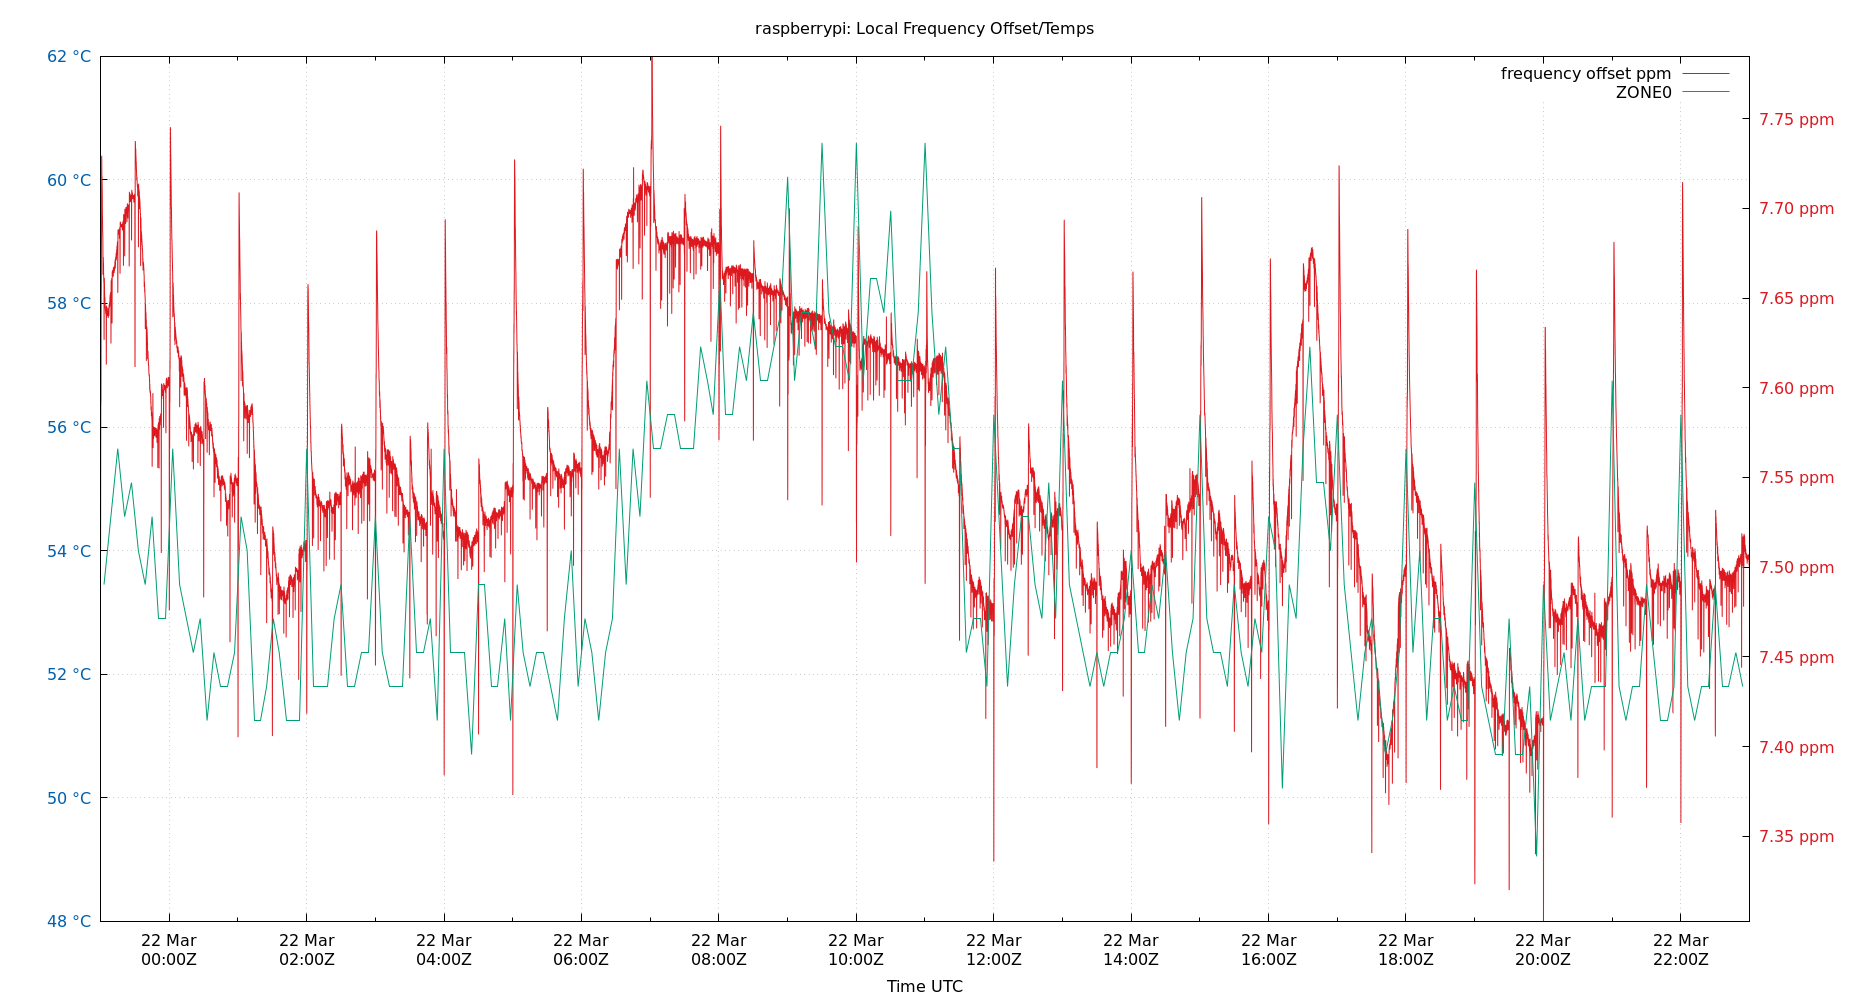 raspberrypi: Local Frequency Offset/Temps
frequency offset ppm
ZONE0
62 °C
60 °C
58 °C
56 °C
54 °C
52 °C
50 °C
48 °C
7.75 ppm
7.70 ppm
7.65 ppm
7.60 ppm
7.55 ppm
7.50 ppm
7.45 ppm
7.40 ppm
7.35 ppm
22 Mar 22 Mar 22 Mar 22 Mar 22 Mar 22 Mar 22 Mar 22 Mar 22 Mar 22 Mar 22 Mar 22 Mar
00:00Z 02:00Z 04:00Z 06:00Z 08:00Z 10:00Z 12:00Z 14:00Z 16:00Z 18:00Z 20:00Z 22:00Z
Time UTC